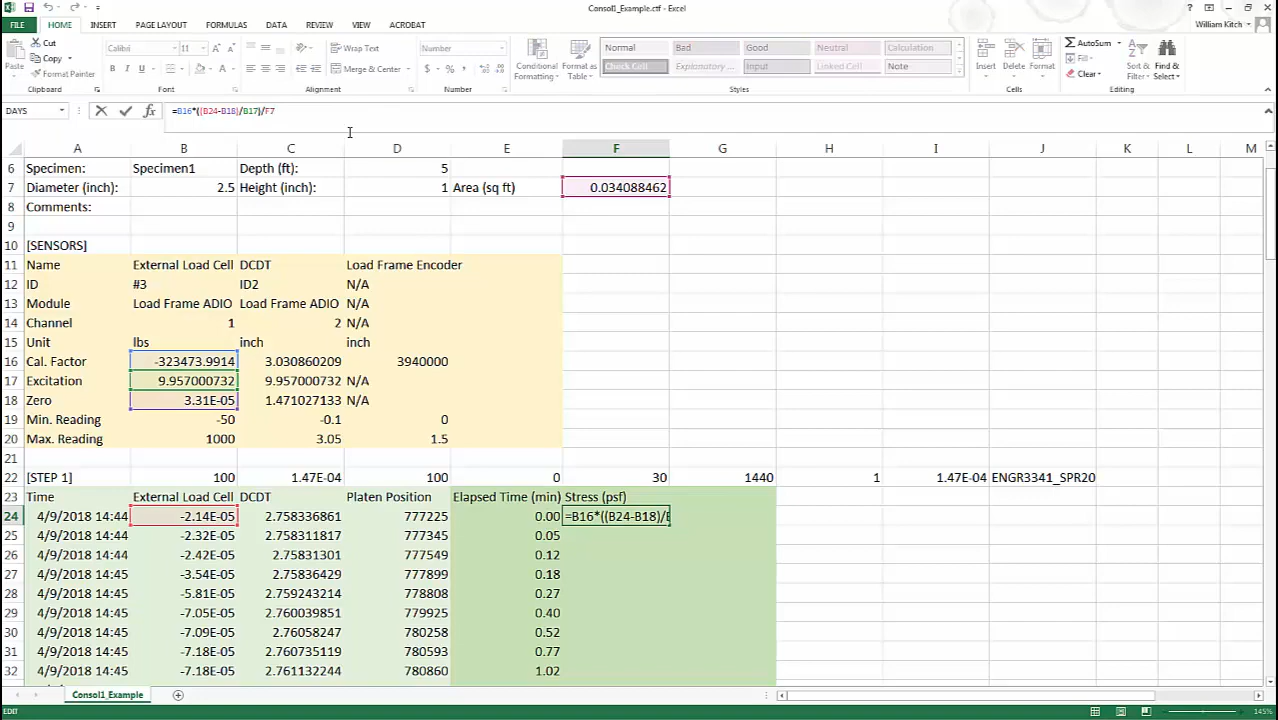 Consol1_Example.ctf - Excel
FILE HOME INSERT PAGE LAYOUT FORMULAS DATA REVIEW VIEW ACROBAT William Kitch
Paste Cut Copy Format Painter Clipboard
Calibri 11 B I U Font
Wrap Text Merge & Center Alignment
Number $ % , Number
Conditional Formatting Format as Table
Normal Bad Good Neutral Calculation
Check Cell Explanatory ... Input Linked Cell Note
Styles
Insert Delete Format Cells
AutoSum Fill Clear Sort & Filter Find & Select Editing
DAYS =B16*((B24-B18)/B17)/F7
A B C D E F G H I J K L M
6 Specimen: Specimen1 Depth (ft): 5
7 Diameter (inch): 2.5 Height (inch): 1 Area (sq ft) 0.034088462
8 Comments:
9
10 [SENSORS]
11 Name External Load Cell DCDT Load Frame Encoder
12 ID #3 ID2 N/A
13 Module Load Frame ADIO Load Frame ADIO N/A
14 Channel 1 2 N/A
15 Unit lbs inch inch
16 Cal. Factor -323473.9914 3.030860209 3940000
17 Excitation 9.957000732 9.957000732 N/A
18 Zero 3.31E-05 1.471027133 N/A
19 Min. Reading -50 -0.1 0
20 Max. Reading 1000 3.05 1.5
21
22 [STEP 1] 100 1.47E-04 100 0 30 1440 1 1.47E-04 ENGR3341_SPR20
23 Time External Load Cell DCDT Platen Position Elapsed Time (min) Stress (psf)
24 4/9/2018 14:44 -2.14E-05 2.758336861 777225 0.00 =B16*((B24-B18)/B
25 4/9/2018 14:44 -2.32E-05 2.758311817 777345 0.05
26 4/9/2018 14:44 -2.42E-05 2.75831301 777549 0.12
27 4/9/2018 14:45 -3.54E-05 2.75836429 777899 0.18
28 4/9/2018 14:45 -5.81E-05 2.759243214 778808 0.27
29 4/9/2018 14:45 -7.05E-05 2.760039851 779925 0.40
30 4/9/2018 14:45 -7.09E-05 2.76058247 780258 0.52
31 4/9/2018 14:45 -7.18E-05 2.760735119 780593 0.77
32 4/9/2018 14:45 -7.18E-05 2.761132244 780860 1.02
Consol1_Example
EDIT 145%